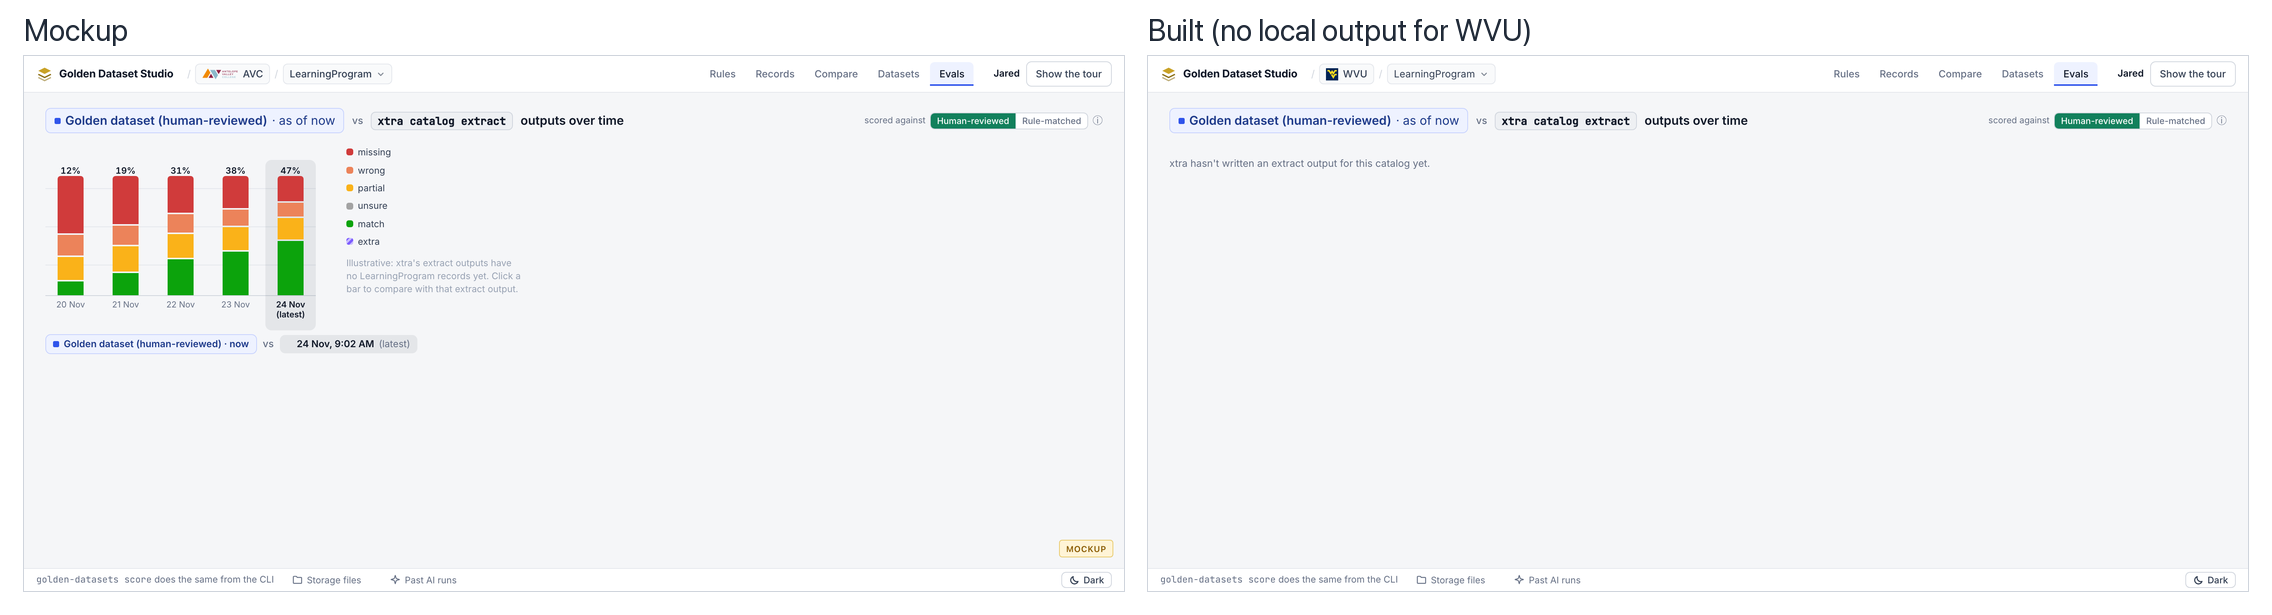 Mockup
Golden Dataset Studio / AVC / LearningProgram Rules Records Compare Datasets Evals Jared Show the tour
Golden dataset (human-reviewed) · as of now vs xtra catalog extract outputs over time scored against Human-reviewed Rule-matched
12% 19% 31% 38% 47%
missing
wrong
partial
unsure
match
extra
Illustrative: xtra's extract outputs have
no LearningProgram records yet. Click a
bar to compare with that extract output.
20 Nov 21 Nov 22 Nov 23 Nov 24 Nov
(latest)
Golden dataset (human-reviewed) · now vs 24 Nov, 9:02 AM (latest)
MOCKUP
golden-datasets score does the same from the CLI Storage files Past AI runs Dark
Built (no local output for WVU)
Golden Dataset Studio / WVU / LearningProgram Rules Records Compare Datasets Evals Jared Show the tour
Golden dataset (human-reviewed) · as of now vs xtra catalog extract outputs over time scored against Human-reviewed Rule-matched
xtra hasn't written an extract output for this catalog yet.
golden-datasets score does the same from the CLI Storage files Past AI runs Dark